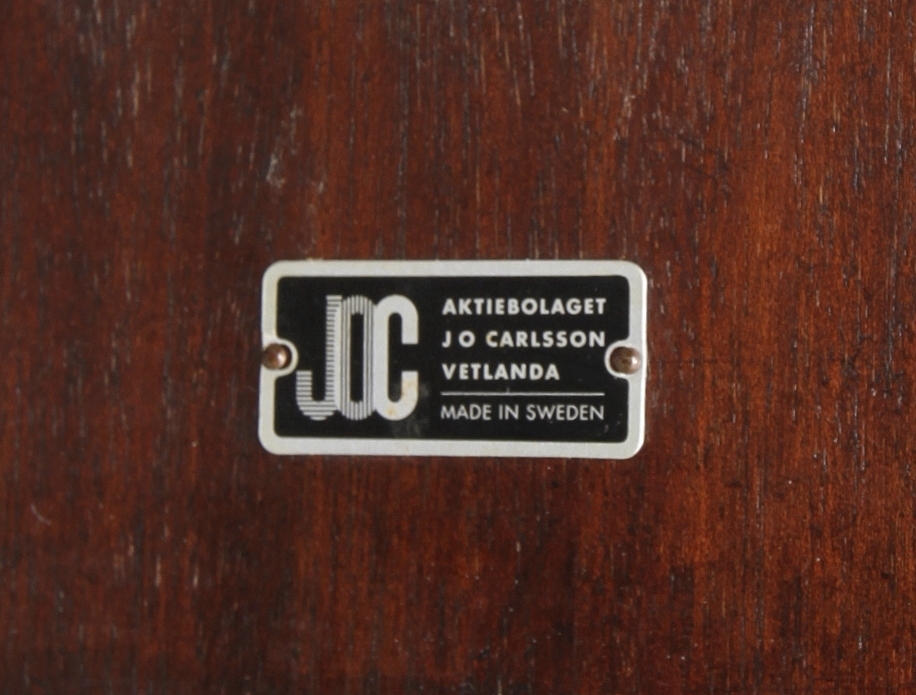 JOC
AKTIEBOLAGET
J O CARLSSON
VETLANDA
MADE IN SWEDEN